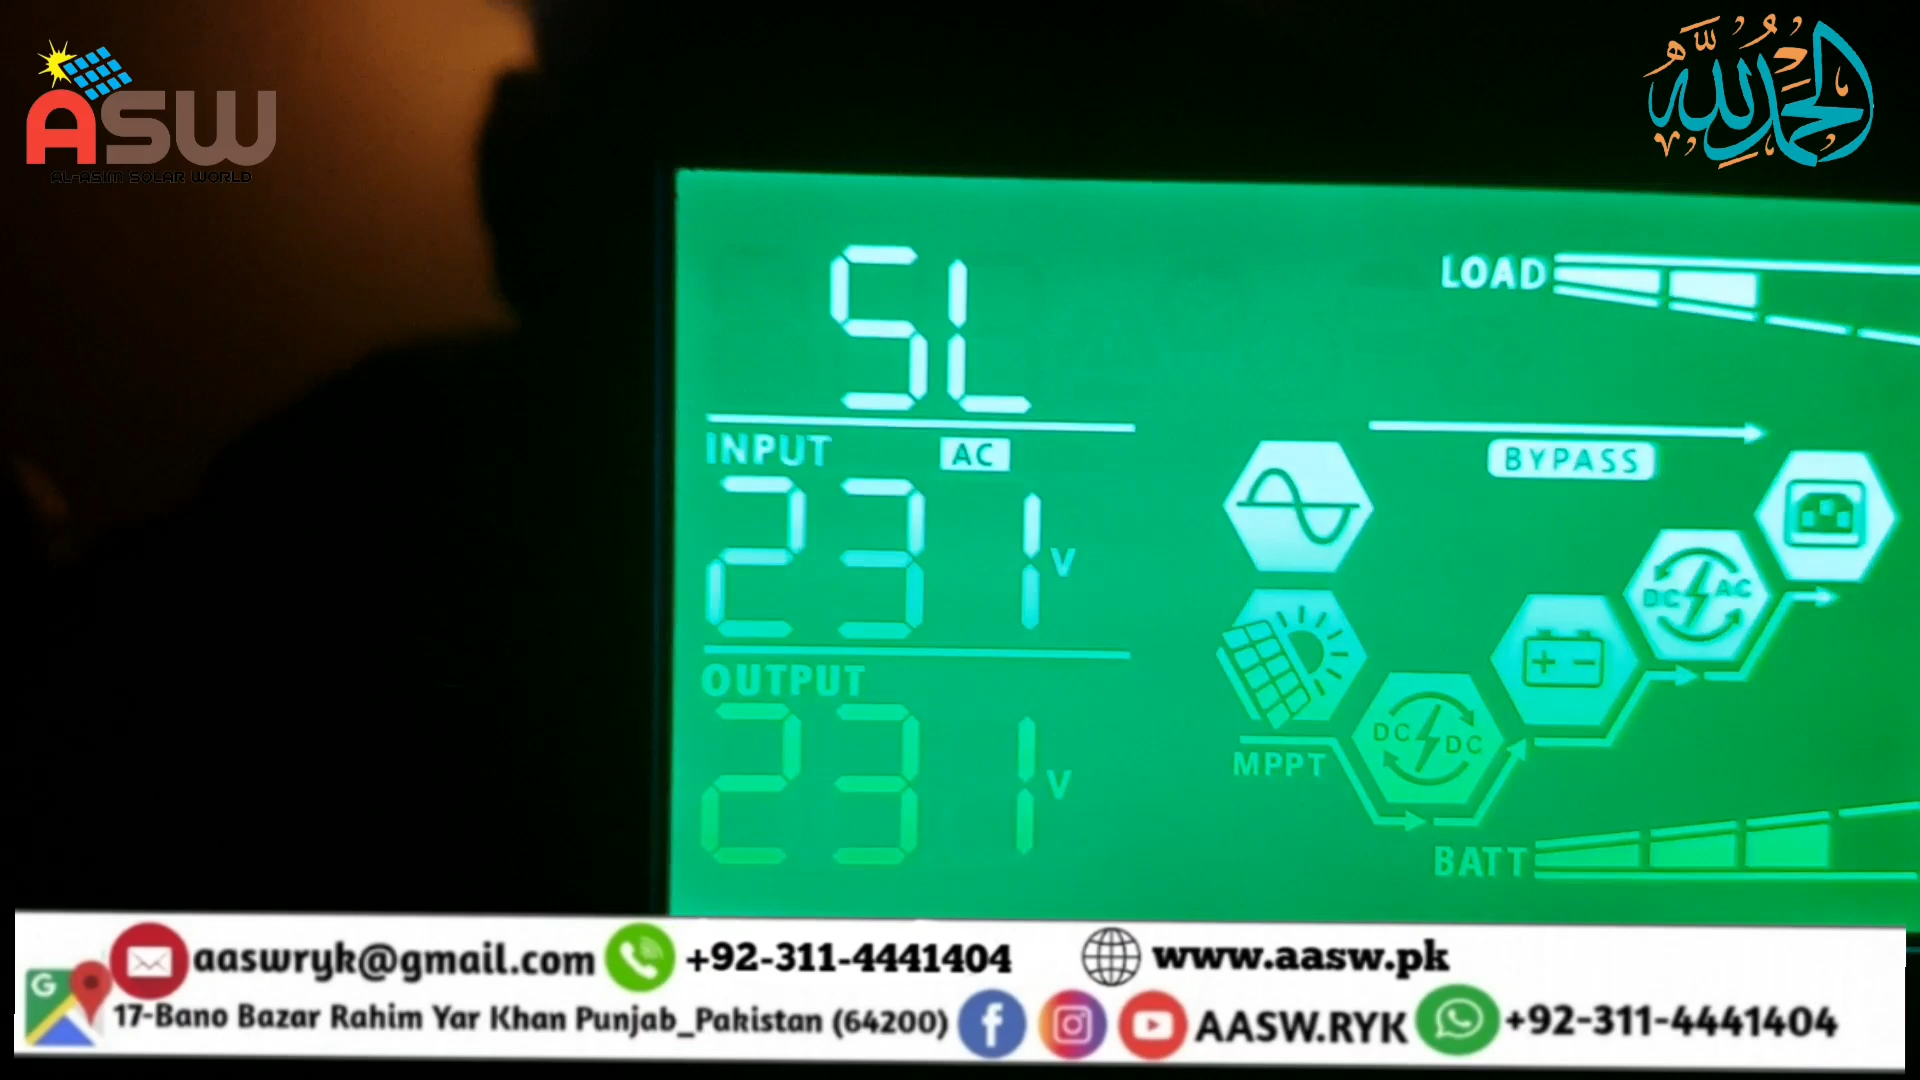 ASW
AL-ASIM SOLAR WORLD
الحمد لله
SL
LOAD
INPUT AC
231 V
BYPASS
DC AC
OUTPUT
231 V
DC DC
MPPT
BATT
aaswryk@gmail.com +92-311-4441404 www.aasw.pk
17-Bano Bazar Rahim Yar Khan Punjab_Pakistan (64200) AASW.RYK +92-311-4441404